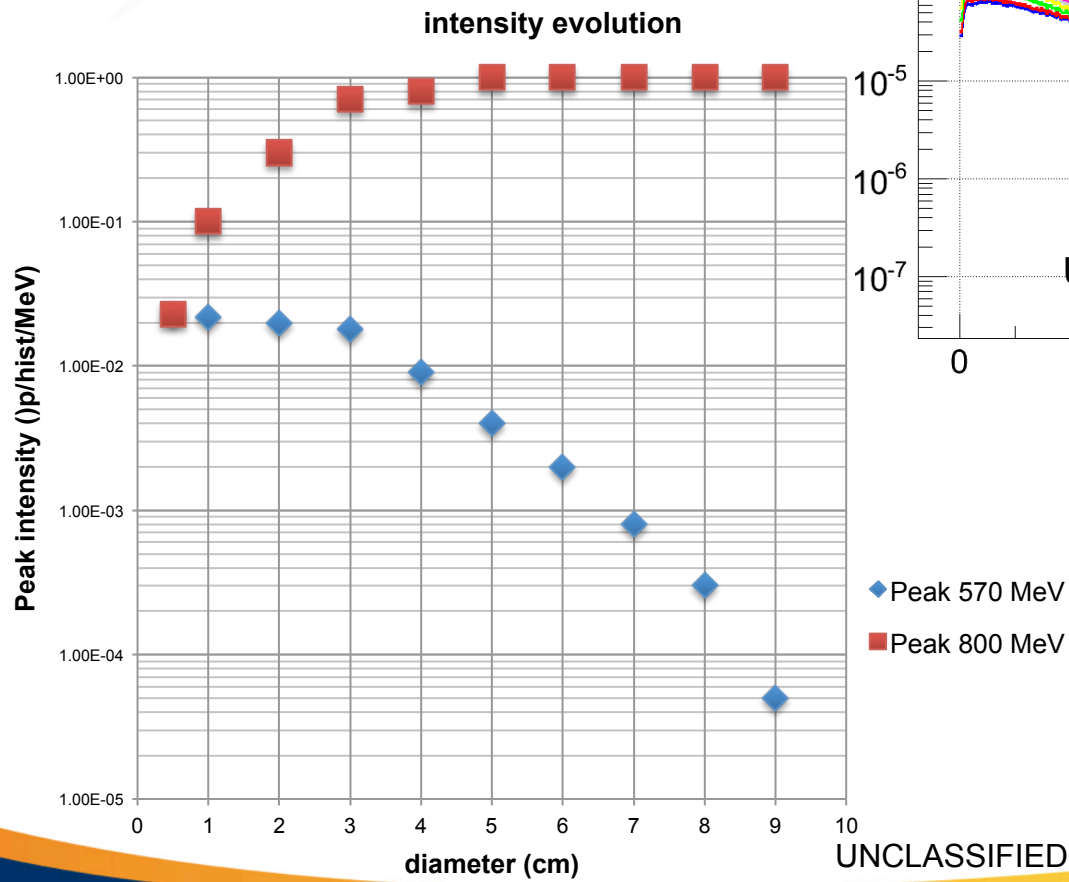 intensity evolution
1.00E+00
1.00E-01
1.00E-02
1.00E-03
1.00E-04
1.00E-05
Peak intensity ()p/hist/MeV)
0 1 2 3 4 5 6 7 8 9 10
diameter (cm)
Peak 570 MeV
Peak 800 MeV
10-5
10-6
10-7
0
UNCLASSIFIED